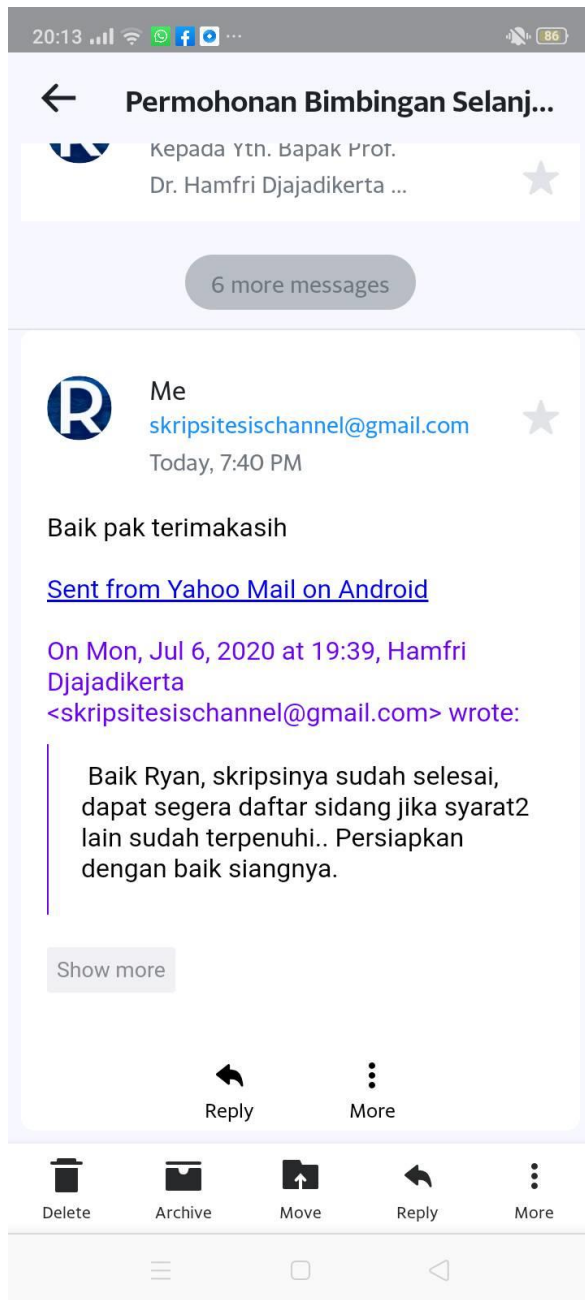 20:13
86
Permohonan Bimbingan Selanj...
Kepada Yth. Bapak Prof.
Dr. Hamfri Djajadikerta ...
6 more messages
R
Me
skripsitesischannel@gmail.com
Today, 7:40 PM
Baik pak terimakasih
Sent from Yahoo Mail on Android
On Mon, Jul 6, 2020 at 19:39, Hamfri
Djajadikerta
<skripsitesischannel@gmail.com> wrote:
Baik Ryan, skripsinya sudah selesai,
dapat segera daftar sidang jika syarat2
lain sudah terpenuhi.. Persiapkan
dengan baik siangnya.
Show more
Reply More
Delete Archive Move Reply More